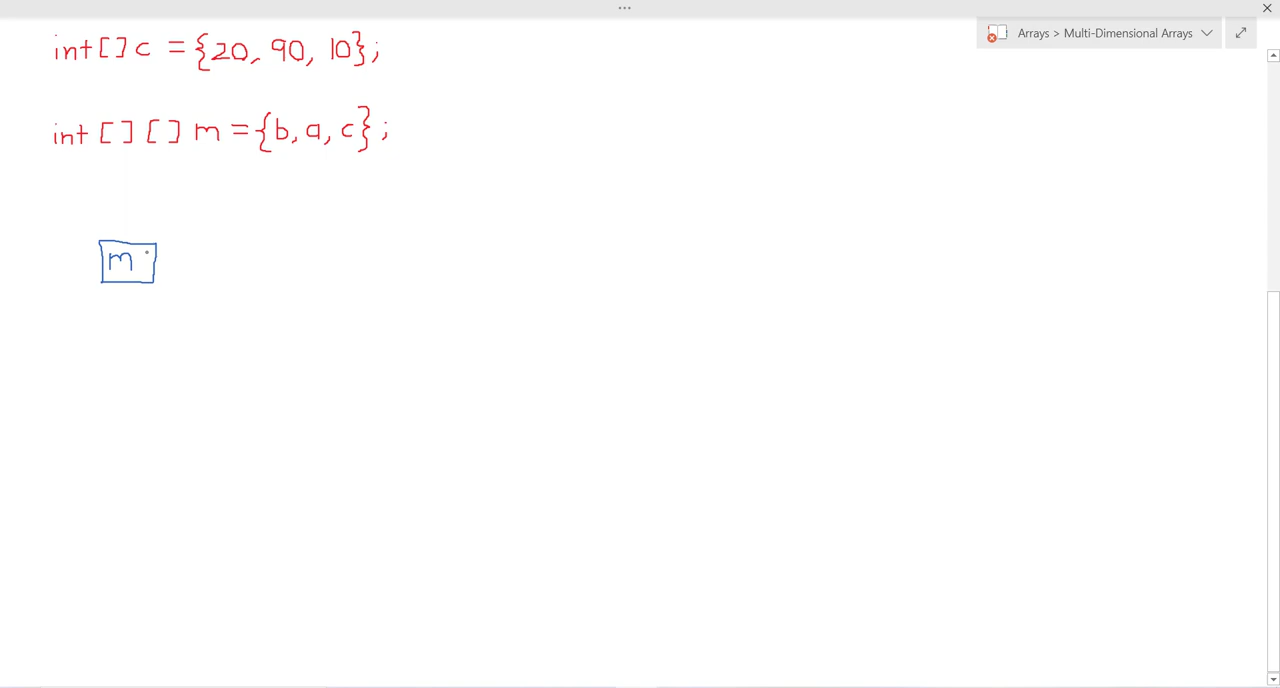 Arrays > Multi-Dimensional Arrays
int[]c = {20, 90, 10};
int[][] m = {b, a, c};
m